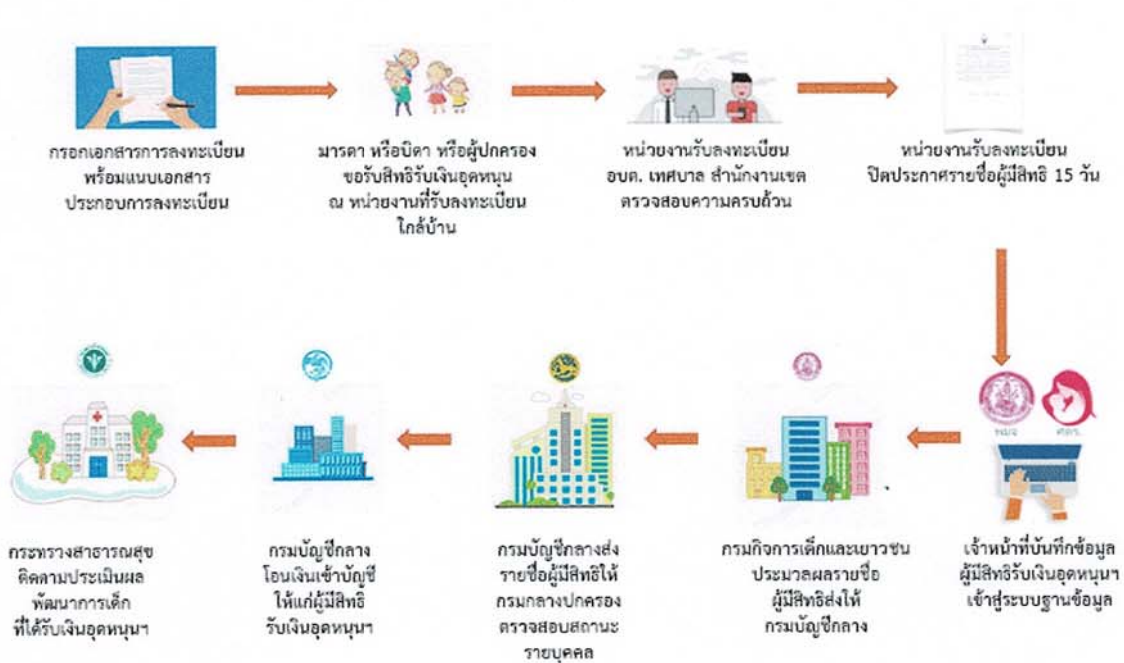 กรอกเอกสารการลงทะเบียน
พร้อมแนบเอกสาร
ประกอบการลงทะเบียน
มารดา หรือบิดา หรือผู้ปกครอง
ขอรับสิทธิรับเงินอุดหนุน
ณ หน่วยงานที่รับลงทะเบียน
ใกล้บ้าน
หน่วยงานรับลงทะเบียน
อบต. เทศบาล สำนักงานเขต
ตรวจสอบความครบถ้วน
หน่วยงานรับลงทะเบียน
ปิดประกาศรายชื่อผู้มีสิทธิ 15 วัน
เจ้าหน้าที่บันทึกข้อมูล
ผู้มีสิทธิรับเงินอุดหนุนฯ
เข้าสู่ระบบฐานข้อมูล
กรมกิจการเด็กและเยาวชน
ประมวลผลรายชื่อ
ผู้มีสิทธิส่งให้
กรมบัญชีกลาง
กรมบัญชีกลางส่ง
รายชื่อผู้มีสิทธิให้
กรมกลางปกครอง
ตรวจสอบสถานะ
รายบุคคล
กรมบัญชีกลาง
โอนเงินเข้าบัญชี
ให้แก่ผู้มีสิทธิ
รับเงินอุดหนุนฯ
กระทรวงสาธารณสุข
ติดตามประเมินผล
พัฒนาการเด็ก
ที่ได้รับเงินอุดหนุนฯ